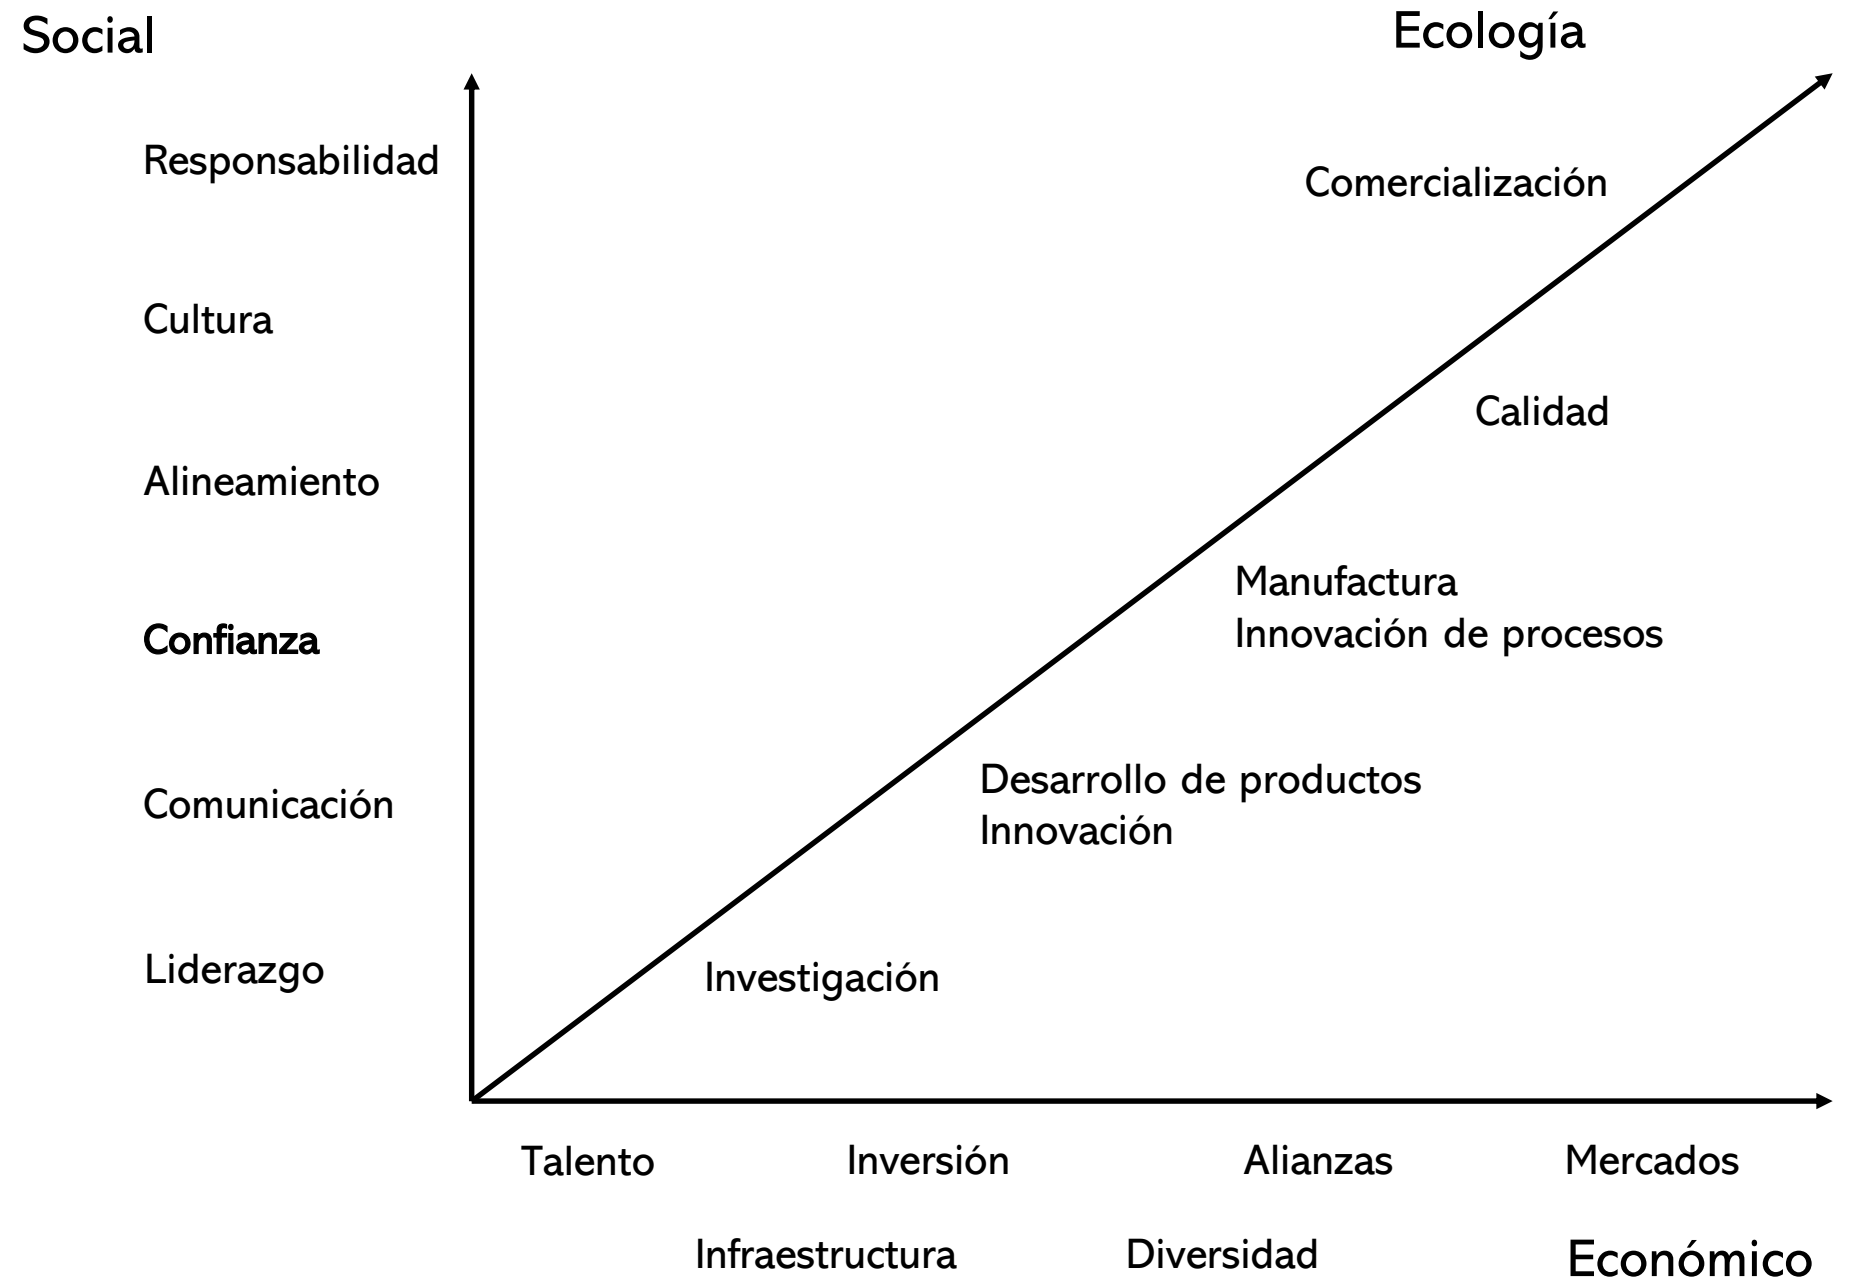 Social
Ecología
Responsabilidad
Comercialización
Cultura
Calidad
Alineamiento
Manufactura
Innovación de procesos
Confianza
Desarrollo de productos
Innovación
Comunicación
Liderazgo
Investigación
Talento
Inversión
Alianzas
Mercados
Infraestructura
Diversidad
Económico